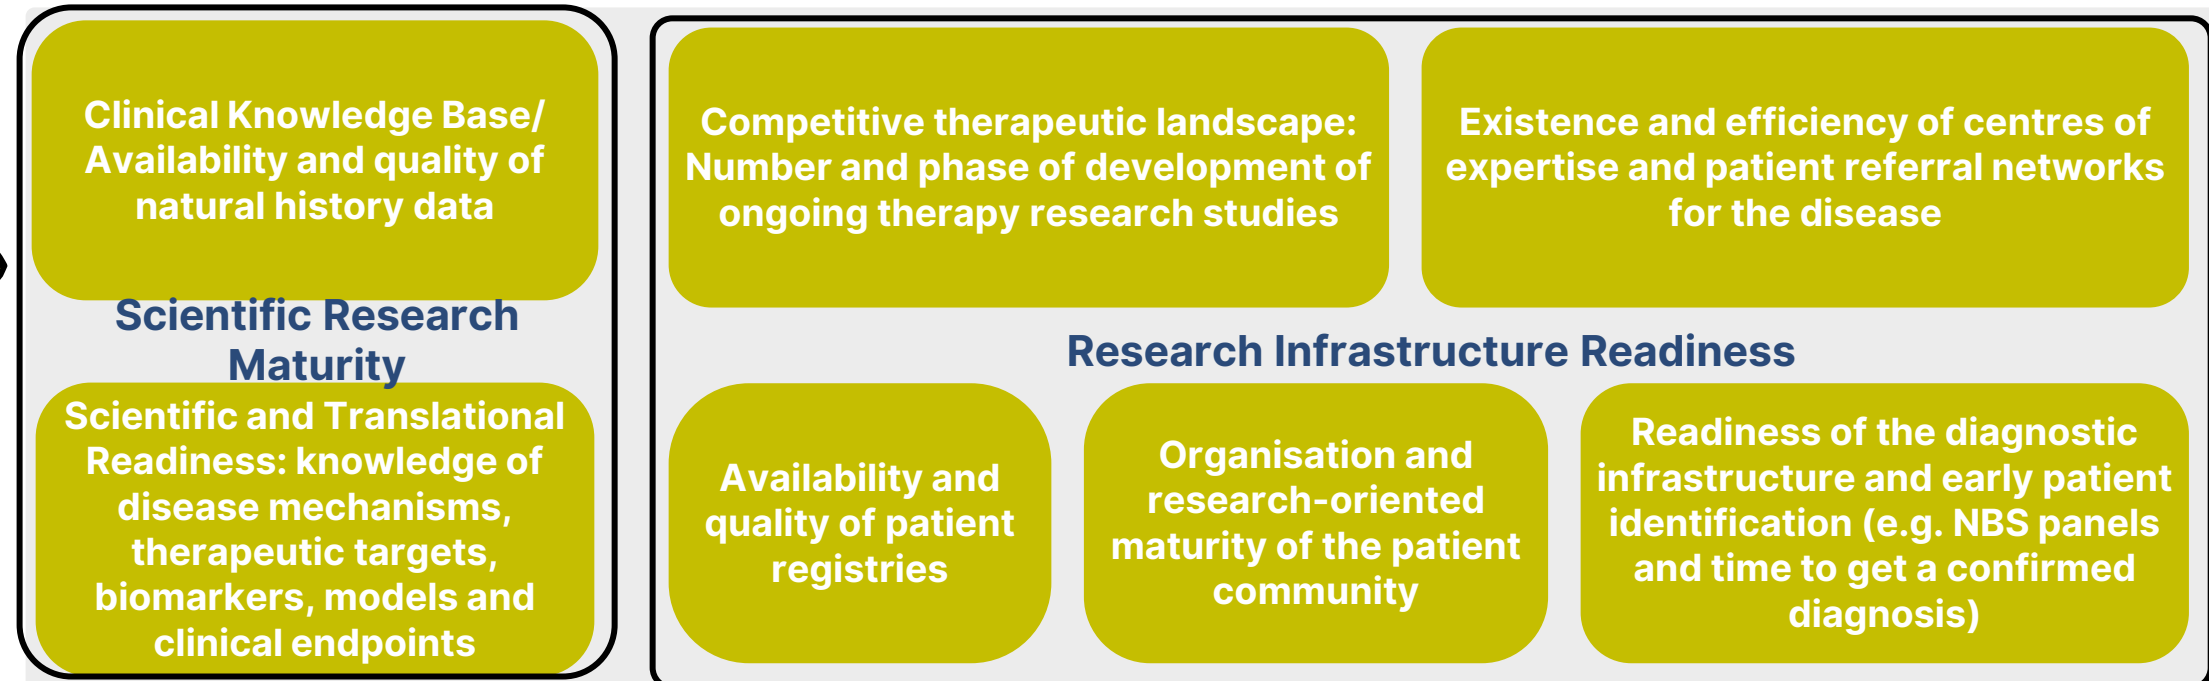 Clinical Knowledge Base/
Availability and quality of
natural history data
Scientific Research
Maturity
Scientific and Translational
Readiness: knowledge of
disease mechanisms,
therapeutic targets,
biomarkers, models and
clinical endpoints
Competitive therapeutic landscape:
Number and phase of development of
ongoing therapy research studies
Existence and efficiency of centres of
expertise and patient referral networks
for the disease
Research Infrastructure Readiness
Availability and
quality of patient
registries
Organisation and
research-oriented
maturity of the patient
community
Readiness of the diagnostic
infrastructure and early patient
identification (e.g. NBS panels
and time to get a confirmed
diagnosis)